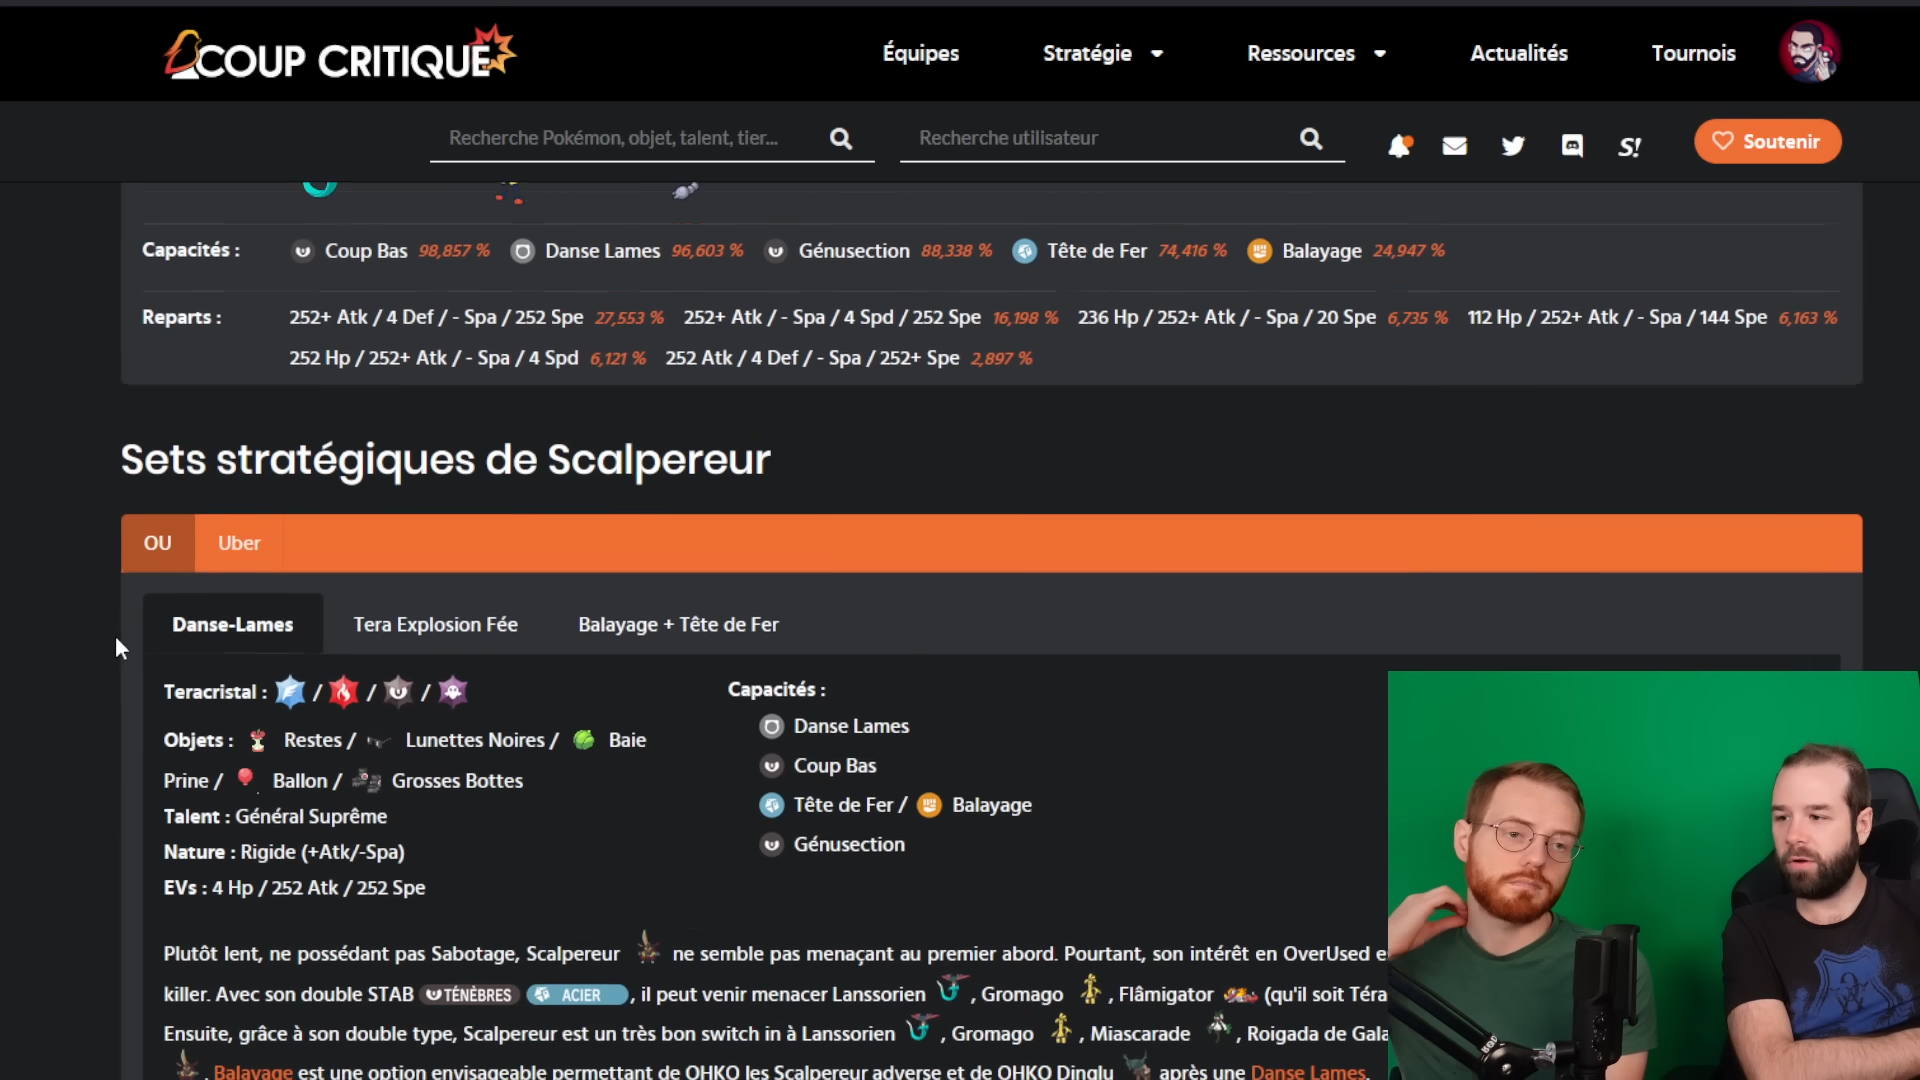 COUP CRITIQUE
Équipes Stratégie Ressources Actualités Tournois
Recherche Pokémon, objet, talent, tier... Recherche utilisateur S! Soutenir
Capacités : Coup Bas 98,857 % Danse Lames 96,603 % Génusection 88,338 % Tête de Fer 74,416 % Balayage 24,947 %
Reparts : 252+ Atk / 4 Def / - Spa / 252 Spe 27,553 % 252+ Atk / - Spa / 4 Spd / 252 Spe 16,198 % 236 Hp / 252+ Atk / - Spa / 20 Spe 6,735 % 112 Hp / 252+ Atk / - Spa / 144 Spe 6,163 %
252 Hp / 252+ Atk / - Spa / 4 Spd 6,121 % 252 Atk / 4 Def / - Spa / 252+ Spe 2,897 %
Sets stratégiques de Scalpereur
OU Uber
Danse-Lames Tera Explosion Fée Balayage + Tête de Fer
Teracristal : / / /
Objets : Restes / Lunettes Noires / Baie
Prine / Ballon / Grosses Bottes
Talent : Général Suprême
Nature : Rigide (+Atk/-Spa)
EVs : 4 Hp / 252 Atk / 252 Spe
Capacités :
Danse Lames
Coup Bas
Tête de Fer / Balayage
Génusection
Plutôt lent, ne possédant pas Sabotage, Scalpereur ne semble pas menaçant au premier abord. Pourtant, son intérêt en OverUsed e
killer. Avec son double STAB TÉNÈBRES ACIER , il peut venir menacer Lanssorien , Gromago , Flâmigator (qu'il soit Téra
Ensuite, grâce à son double type, Scalpereur est un très bon switch in à Lanssorien , Gromago , Miascarade , Roigada de Gala
. Balayage est une option envisageable permettant de OHKO les Scalpereur adverse et de OHKO Dinglu après une Danse Lames.